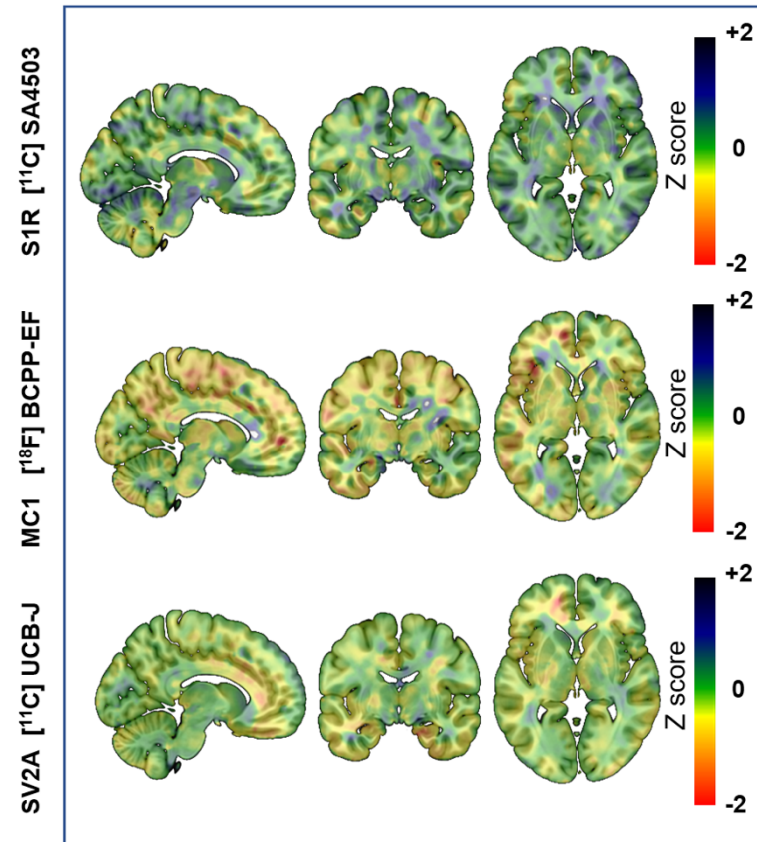 S1R [¹¹C] SA4503
+2
Z score
0
-2
MC1 [¹⁸F] BCPP-EF
+2
Z score
0
-2
SV2A [¹¹C] UCB-J
+2
Z score
0
-2